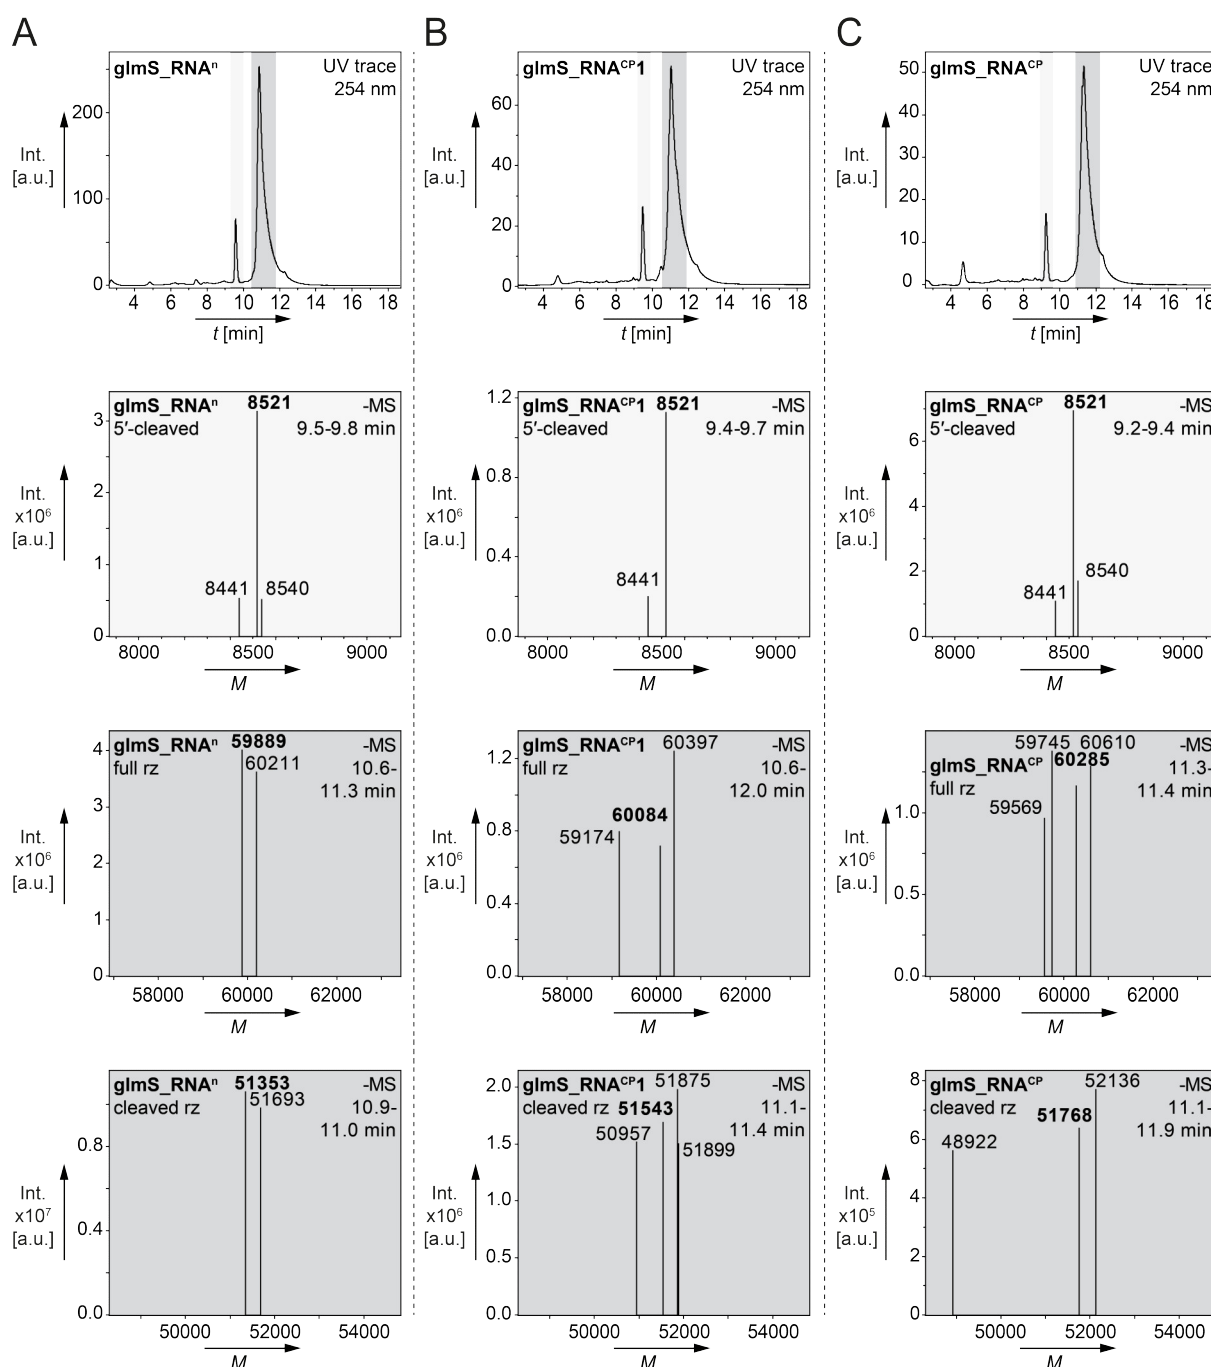 A
glmS_RNAⁿ
UV trace
254 nm
Int.
[a.u.]
200
100
0
4 6 8 10 12 14 16 18
t [min]
glmS_RNAⁿ
5′-cleaved
8521
-MS
9.5-9.8 min
8441
8540
Int.
x10⁶
[a.u.]
3
2
1
0
8000 8500 9000
M
glmS_RNAⁿ
full rz
59889
60211
-MS
10.6-
11.3 min
Int.
x10⁶
[a.u.]
4
3
2
1
0
58000 60000 62000
M
glmS_RNAⁿ
cleaved rz
51353
51693
-MS
10.9-
11.0 min
Int.
x10⁷
[a.u.]
0.8
0.4
0.0
50000 52000 54000
M
B
glmS_RNAᶜᴾ1
UV trace
254 nm
Int.
[a.u.]
60
40
20
0
4 6 8 10 12 14 16 18
t [min]
glmS_RNAᶜᴾ1
5′-cleaved
8521
-MS
9.4-9.7 min
8441
Int.
x10⁶
[a.u.]
1.2
0.8
0.4
0.0
8000 8500 9000
M
glmS_RNAᶜᴾ1
full rz
60397
60084
59174
-MS
10.6-
12.0 min
Int.
x10⁶
[a.u.]
1.2
0.8
0.4
0.0
58000 60000 62000
M
glmS_RNAᶜᴾ1
cleaved rz
51875
51543
50957
51899
-MS
11.1-
11.4 min
Int.
x10⁶
[a.u.]
2.0
1.5
1.0
0.5
0.0
50000 52000 54000
M
C
glmS_RNAᶜᴾ
UV trace
254 nm
Int.
[a.u.]
50
40
30
20
10
0
4 6 8 10 12 14 16 18
t [min]
glmS_RNAᶜᴾ
5′-cleaved
8521
-MS
9.2-9.4 min
8441
8540
Int.
x10⁶
[a.u.]
6
4
2
0
8000 8500 9000
M
glmS_RNAᶜᴾ
full rz
59745
60610
60285
59569
-MS
11.3-
11.4 min
Int.
x10⁶
[a.u.]
1.0
0.5
0.0
58000 60000 62000
M
glmS_RNAᶜᴾ
cleaved rz
52136
51768
48922
-MS
11.1-
11.9 min
Int.
x10⁵
[a.u.]
8
6
4
2
0
50000 52000 54000
M